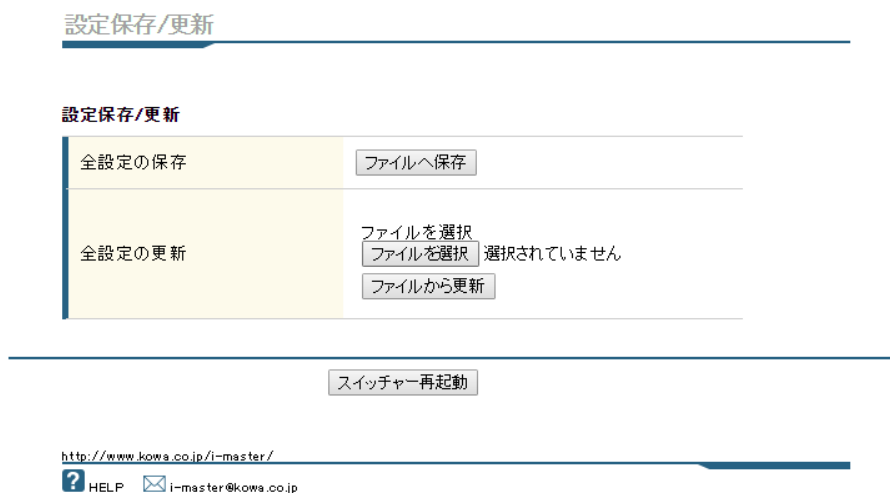 設定保存/更新
設定保存/更新
全設定の保存 ファイルへ保存
ファイルを選択
全設定の更新 ファイルを選択 選択されていません
ファイルから更新
スイッチャー再起動
http://www.kowa.co.jp/i-master/
? HELP i-master@kowa.co.jp